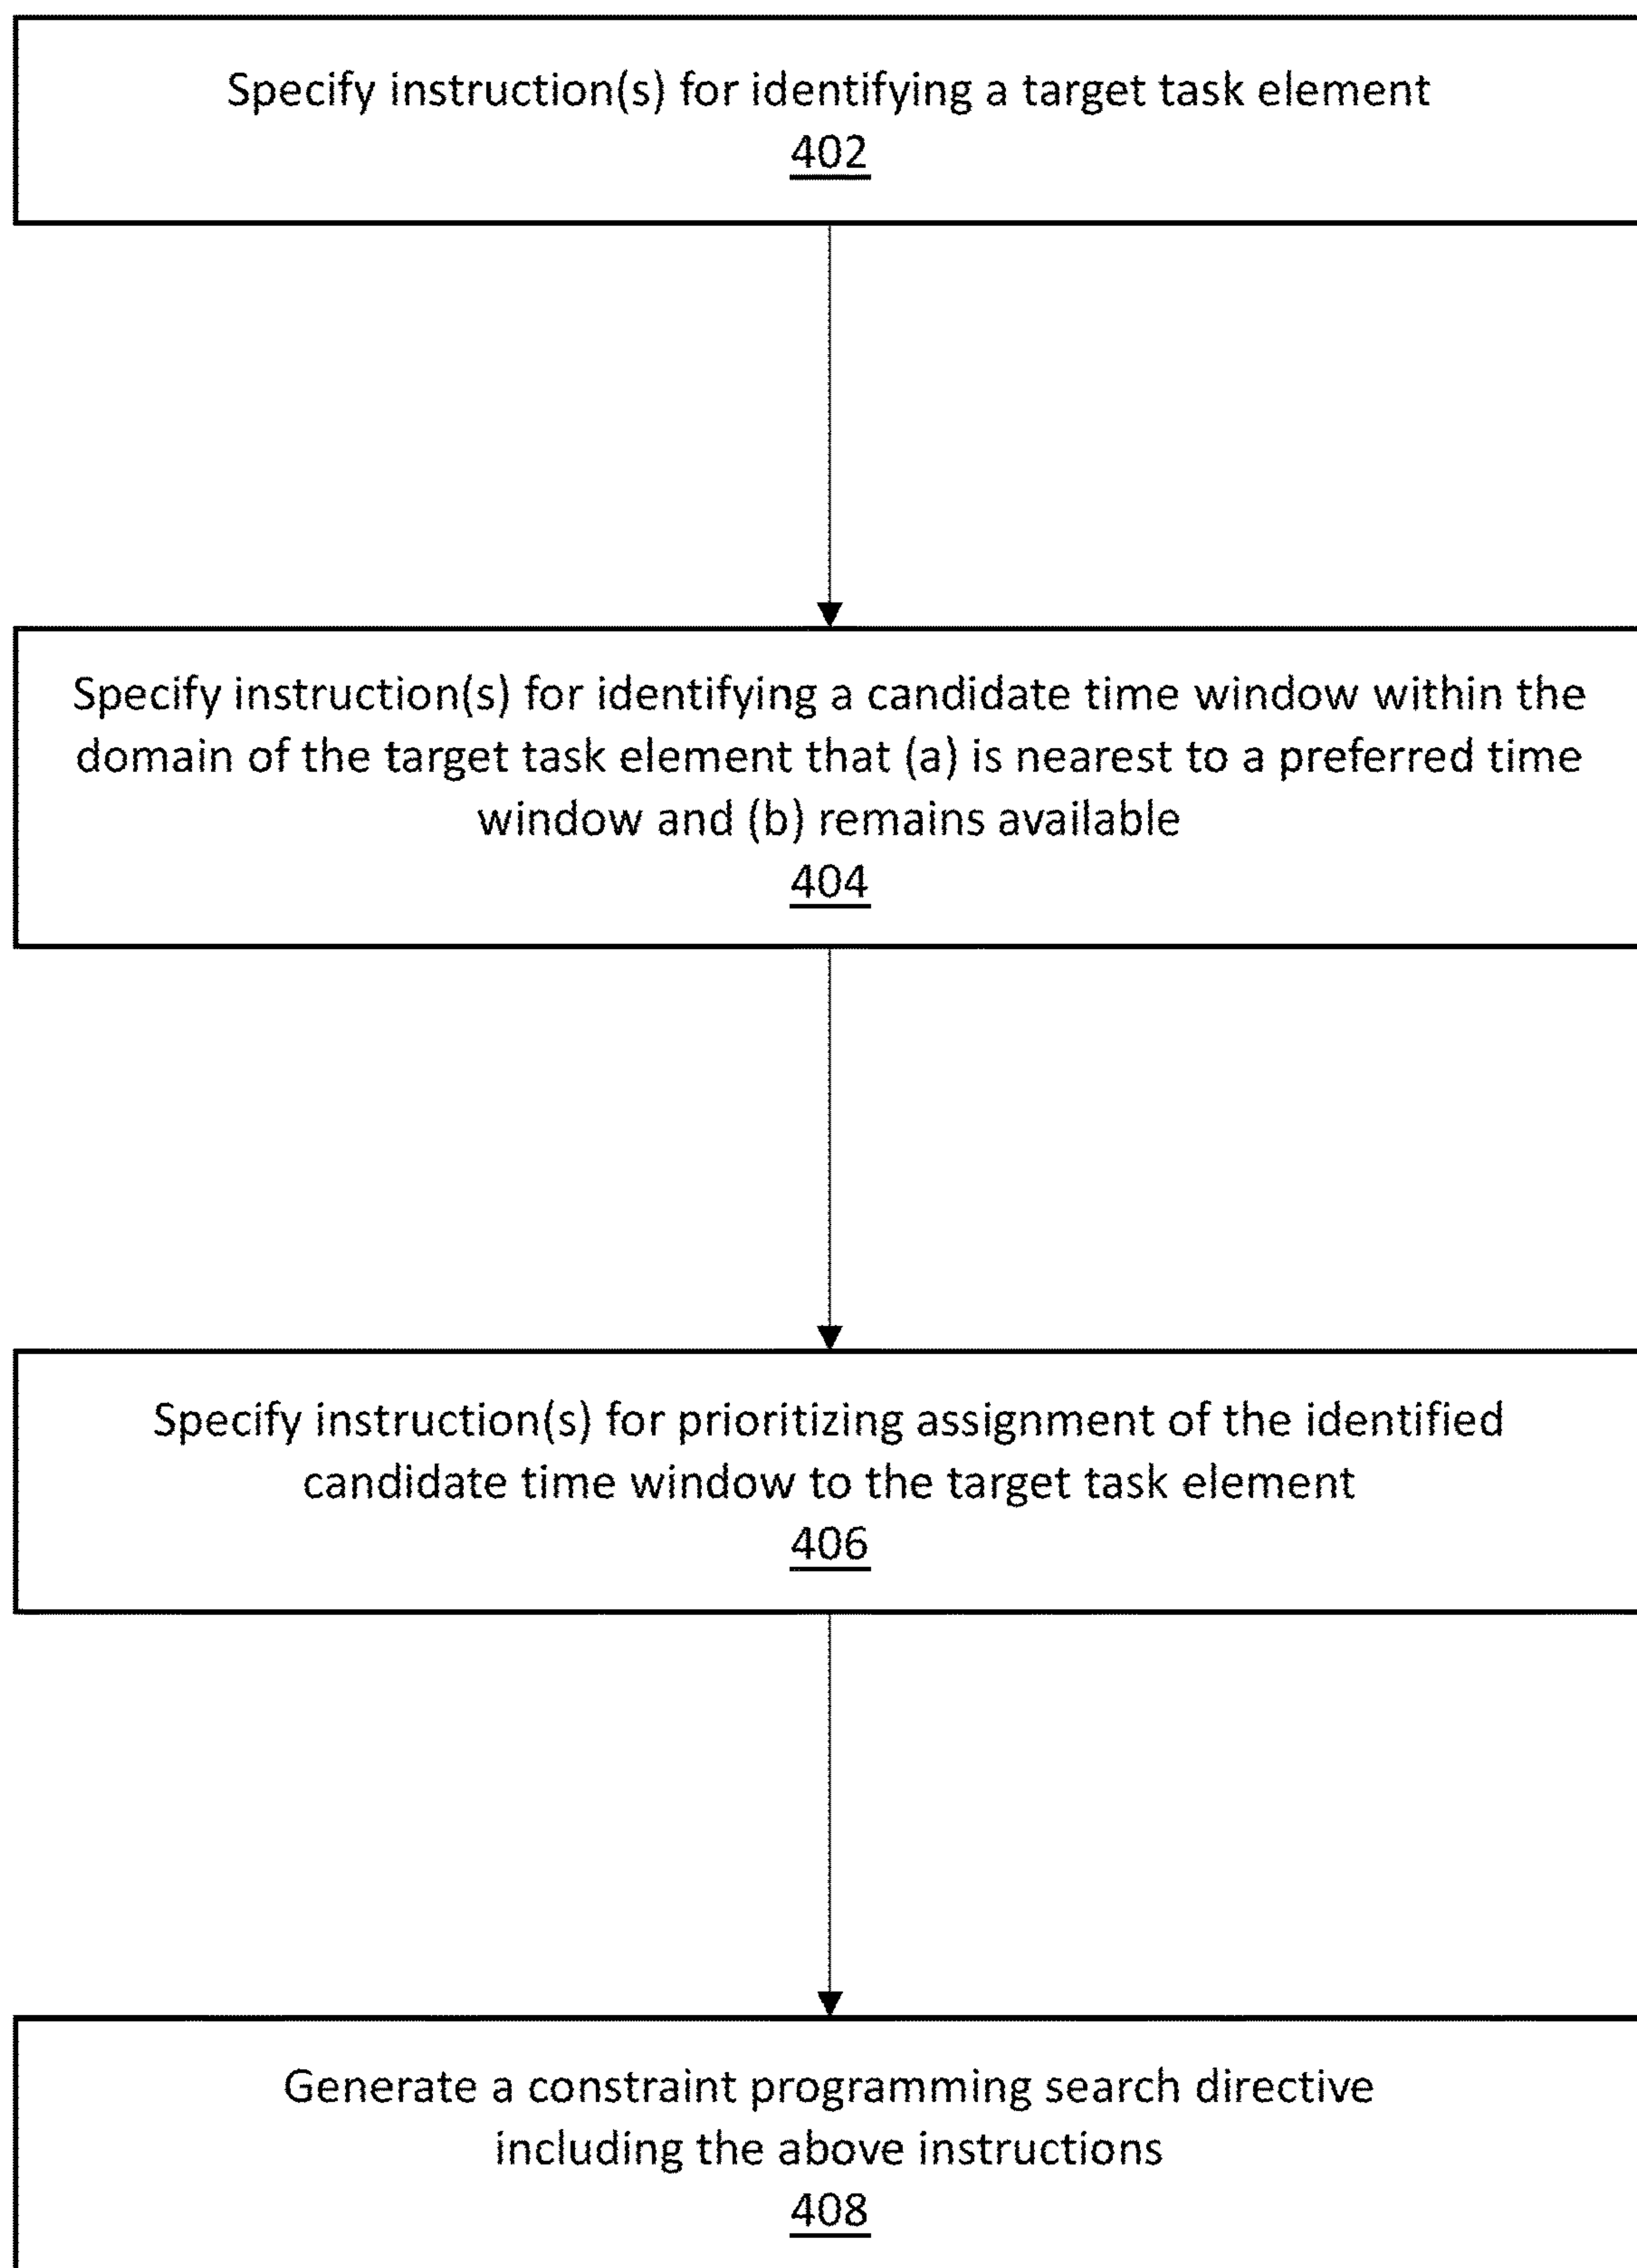 Specify instruction(s) for identifying a target task element
402
Specify instruction(s) for identifying a candidate time window within the
domain of the target task element that (a) is nearest to a preferred time
window and (b) remains available
404
Specify instruction(s) for prioritizing assignment of the identified
candidate time window to the target task element
406
Generate a constraint programming search directive
including the above instructions
408